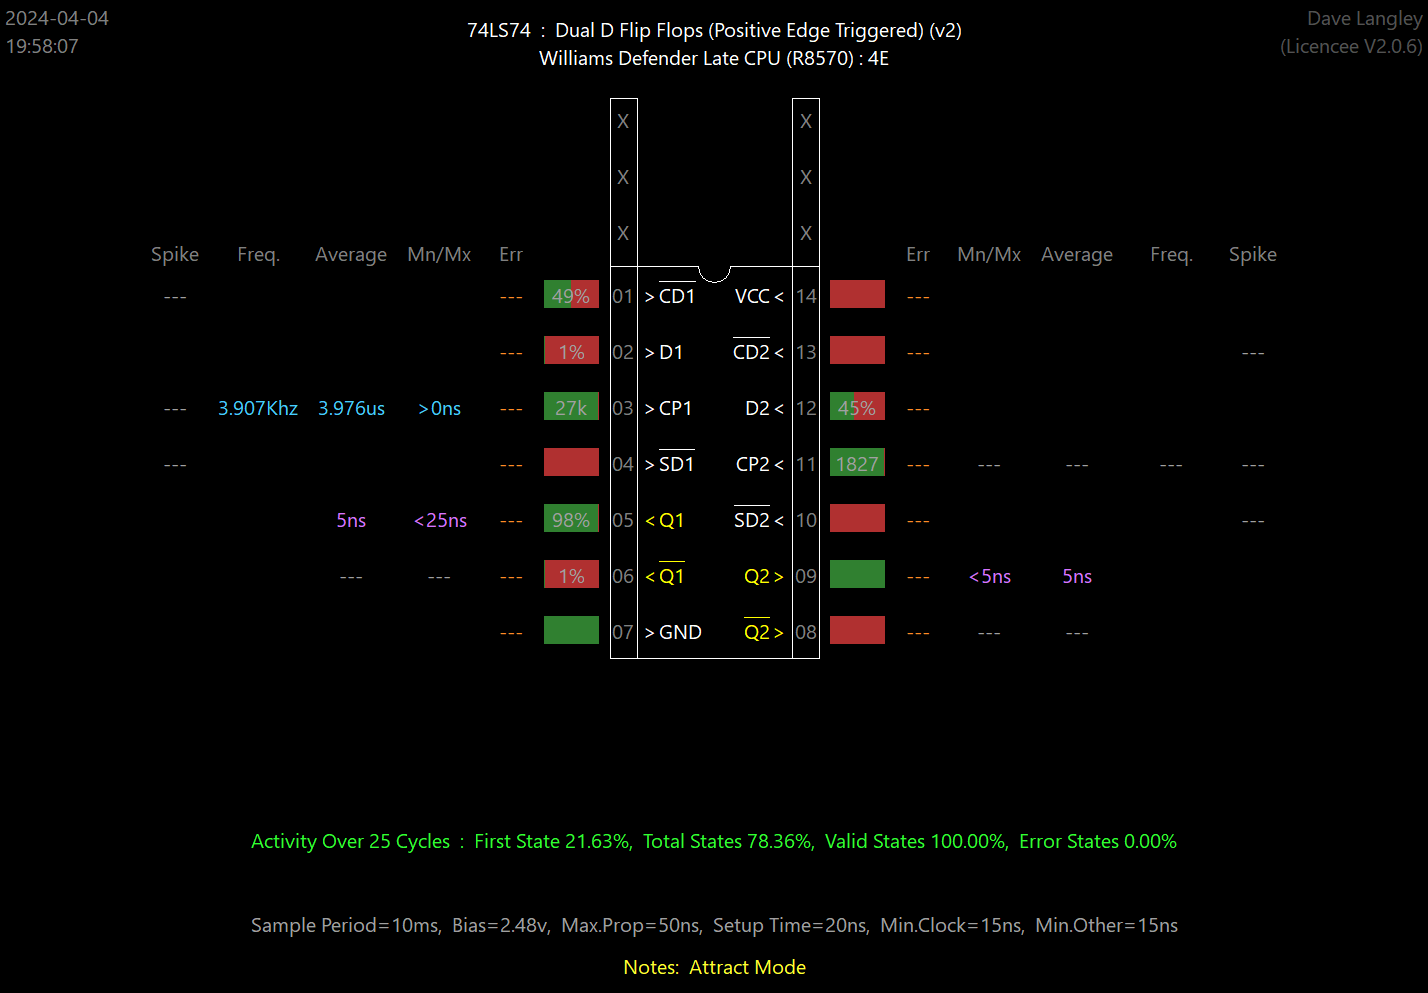 2024-04-04
19:58:07
74LS74 : Dual D Flip Flops (Positive Edge Triggered) (v2)
Williams Defender Late CPU (R8570) : 4E
Dave Langley
(Licencee V2.0.6)
X X
X X
X X
Spike Freq. Average Mn/Mx Err Err Mn/Mx Average Freq. Spike
--- --- 49% 01 >CD1 VCC< 14 ---
--- 1% 02 >D1 CD2< 13 --- ---
--- 3.907Khz 3.976us >0ns --- 27k 03 >CP1 D2< 12 45% ---
--- --- 04 >SD1 CP2< 11 1827 --- --- --- --- ---
5ns <25ns --- 98% 05 <Q1 SD2< 10 --- ---
--- --- --- 1% 06 <Q1 Q2> 09 --- <5ns 5ns
--- 07 >GND Q2> 08 --- --- ---
Activity Over 25 Cycles : First State 21.63%, Total States 78.36%, Valid States 100.00%, Error States 0.00%
Sample Period=10ms, Bias=2.48v, Max.Prop=50ns, Setup Time=20ns, Min.Clock=15ns, Min.Other=15ns
Notes: Attract Mode